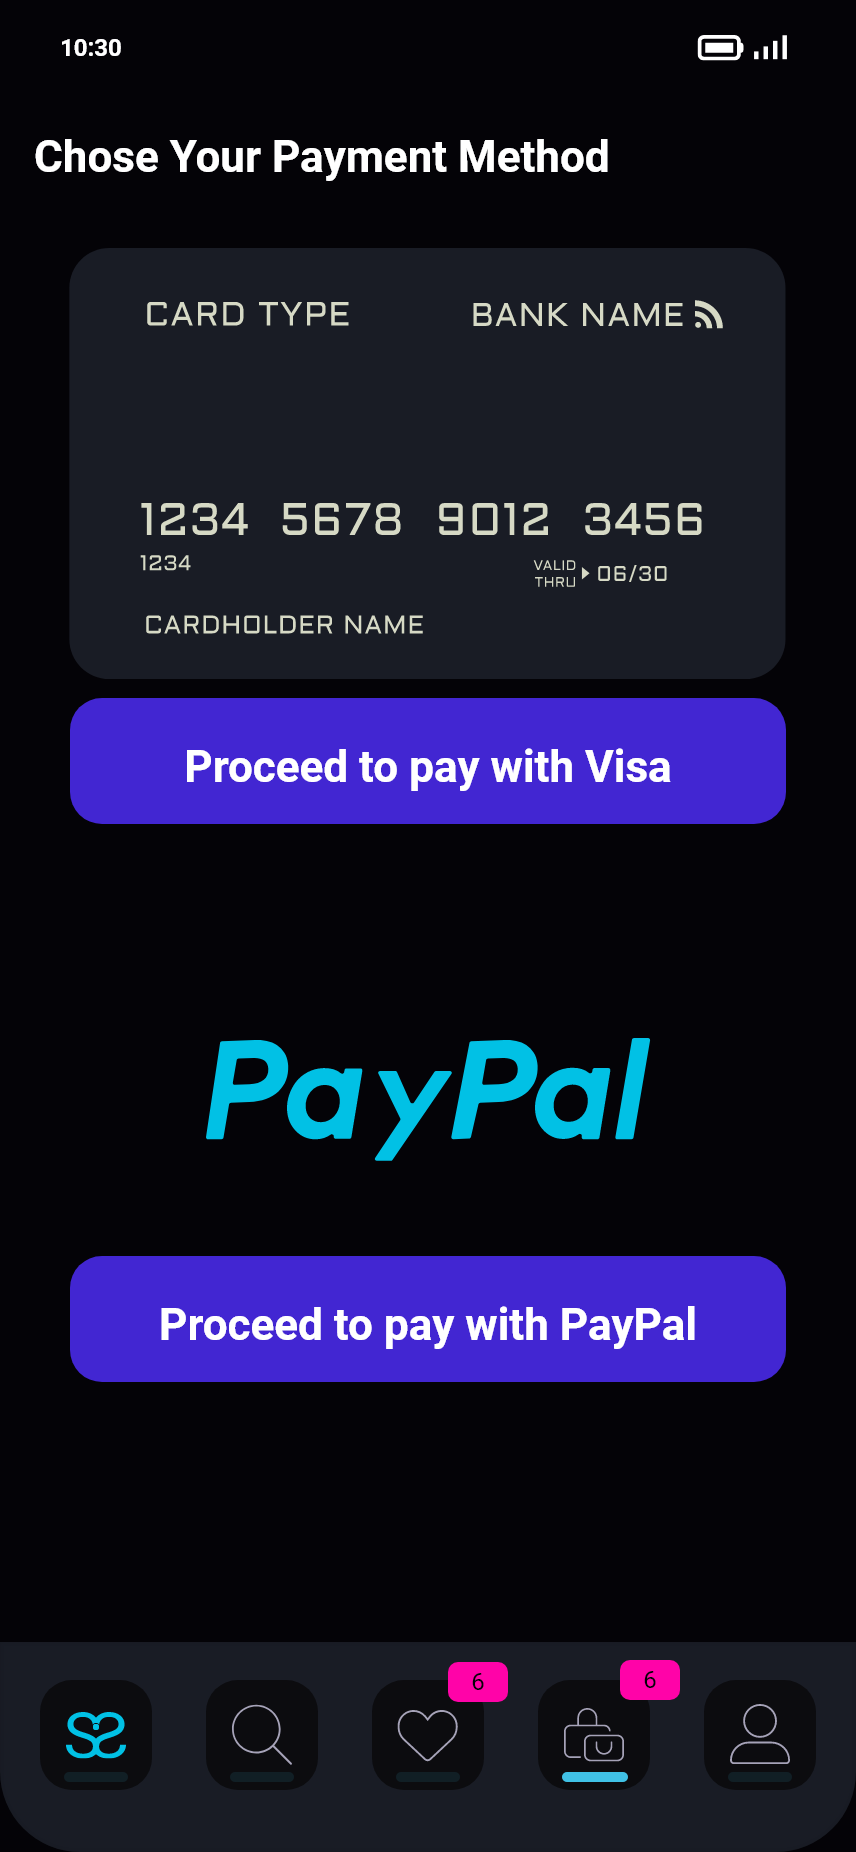 10:30
Chose Your Payment Method
CARD TYPE BANK NAME
1234 5678 9012 3456
1234
VALID
THRU 06/30
CARDHOLDER NAME
Proceed to pay with Visa
PayPal
Proceed to pay with PayPal
6 6